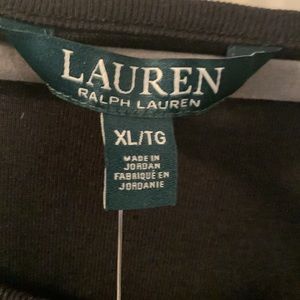 LAUREN
RALPH LAUREN
XL/TG
MADE IN
JORDAN
FABRIQUÉ EN
JORDANIE